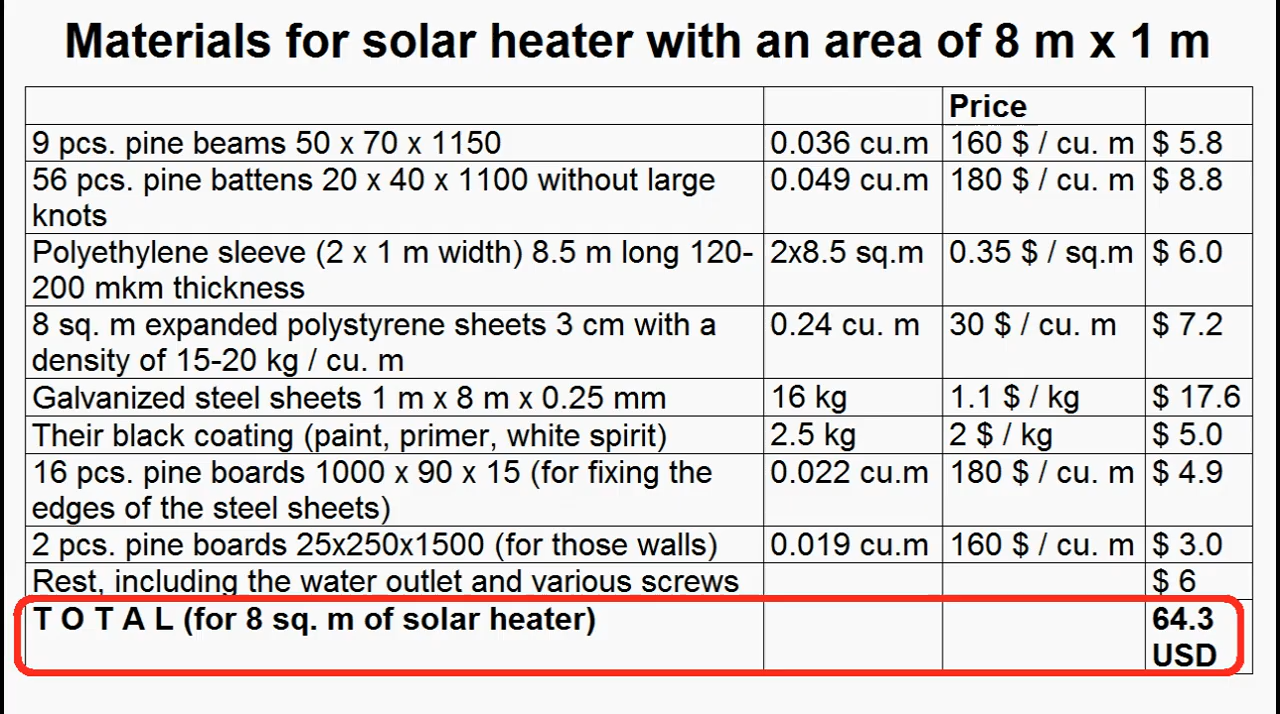 Materials for solar heater with an area of 8 m x 1 m
Price
9 pcs. pine beams 50 x 70 x 1150 0.036 cu.m 160 $ / cu. m $ 5.8
56 pcs. pine battens 20 x 40 x 1100 without large 0.049 cu.m 180 $ / cu. m $ 8.8
knots
Polyethylene sleeve (2 x 1 m width) 8.5 m long 120- 2x8.5 sq.m 0.35 $ / sq.m $ 6.0
200 mkm thickness
8 sq. m expanded polystyrene sheets 3 cm with a 0.24 cu. m 30 $ / cu. m $ 7.2
density of 15-20 kg / cu. m
Galvanized steel sheets 1 m x 8 m x 0.25 mm 16 kg 1.1 $ / kg $ 17.6
Their black coating (paint, primer, white spirit) 2.5 kg 2 $ / kg $ 5.0
16 pcs. pine boards 1000 x 90 x 15 (for fixing the 0.022 cu.m 180 $ / cu. m $ 4.9
edges of the steel sheets)
2 pcs. pine boards 25x250x1500 (for those walls) 0.019 cu.m 160 $ / cu. m $ 3.0
Rest, including the water outlet and various screws $ 6
T O T A L (for 8 sq. m of solar heater) 64.3
USD